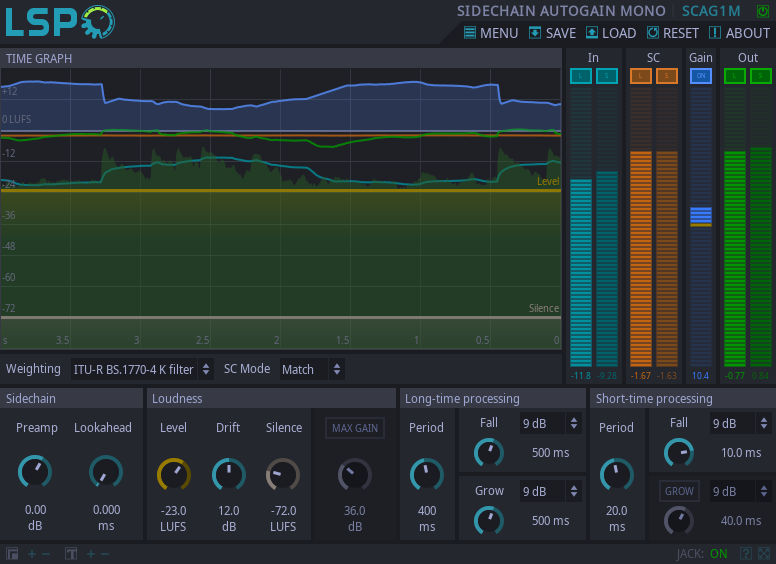 LSP
SIDECHAIN AUTOGAIN MONO SCAG1M
MENU SAVE LOAD RESET ABOUT
TIME GRAPH
In SC Gain Out
L S L S ON L S
+12
0 LUFS
-12
-24
Level
-36
-48
-60
-72
Silence
s 3.5 3 2.5 2 1.5 1 0.5 0
-11.8 -9.28 -1.67 -1.63 10.4 -0.77 0.84
Weighting ITU-R BS.1770-4 K filter SC Mode Match
Sidechain Loudness Long-time processing Short-time processing
Preamp Lookahead Level Drift Silence MAX GAIN Period Fall 9 dB Period Fall 9 dB
500 ms 10.0 ms
Grow 9 dB GROW 9 dB
0.00 0.000 -23.0 12.0 -72.0 36.0 400 500 ms 20.0 40.0 ms
dB ms LUFS dB LUFS dB ms ms
JACK: ON ?